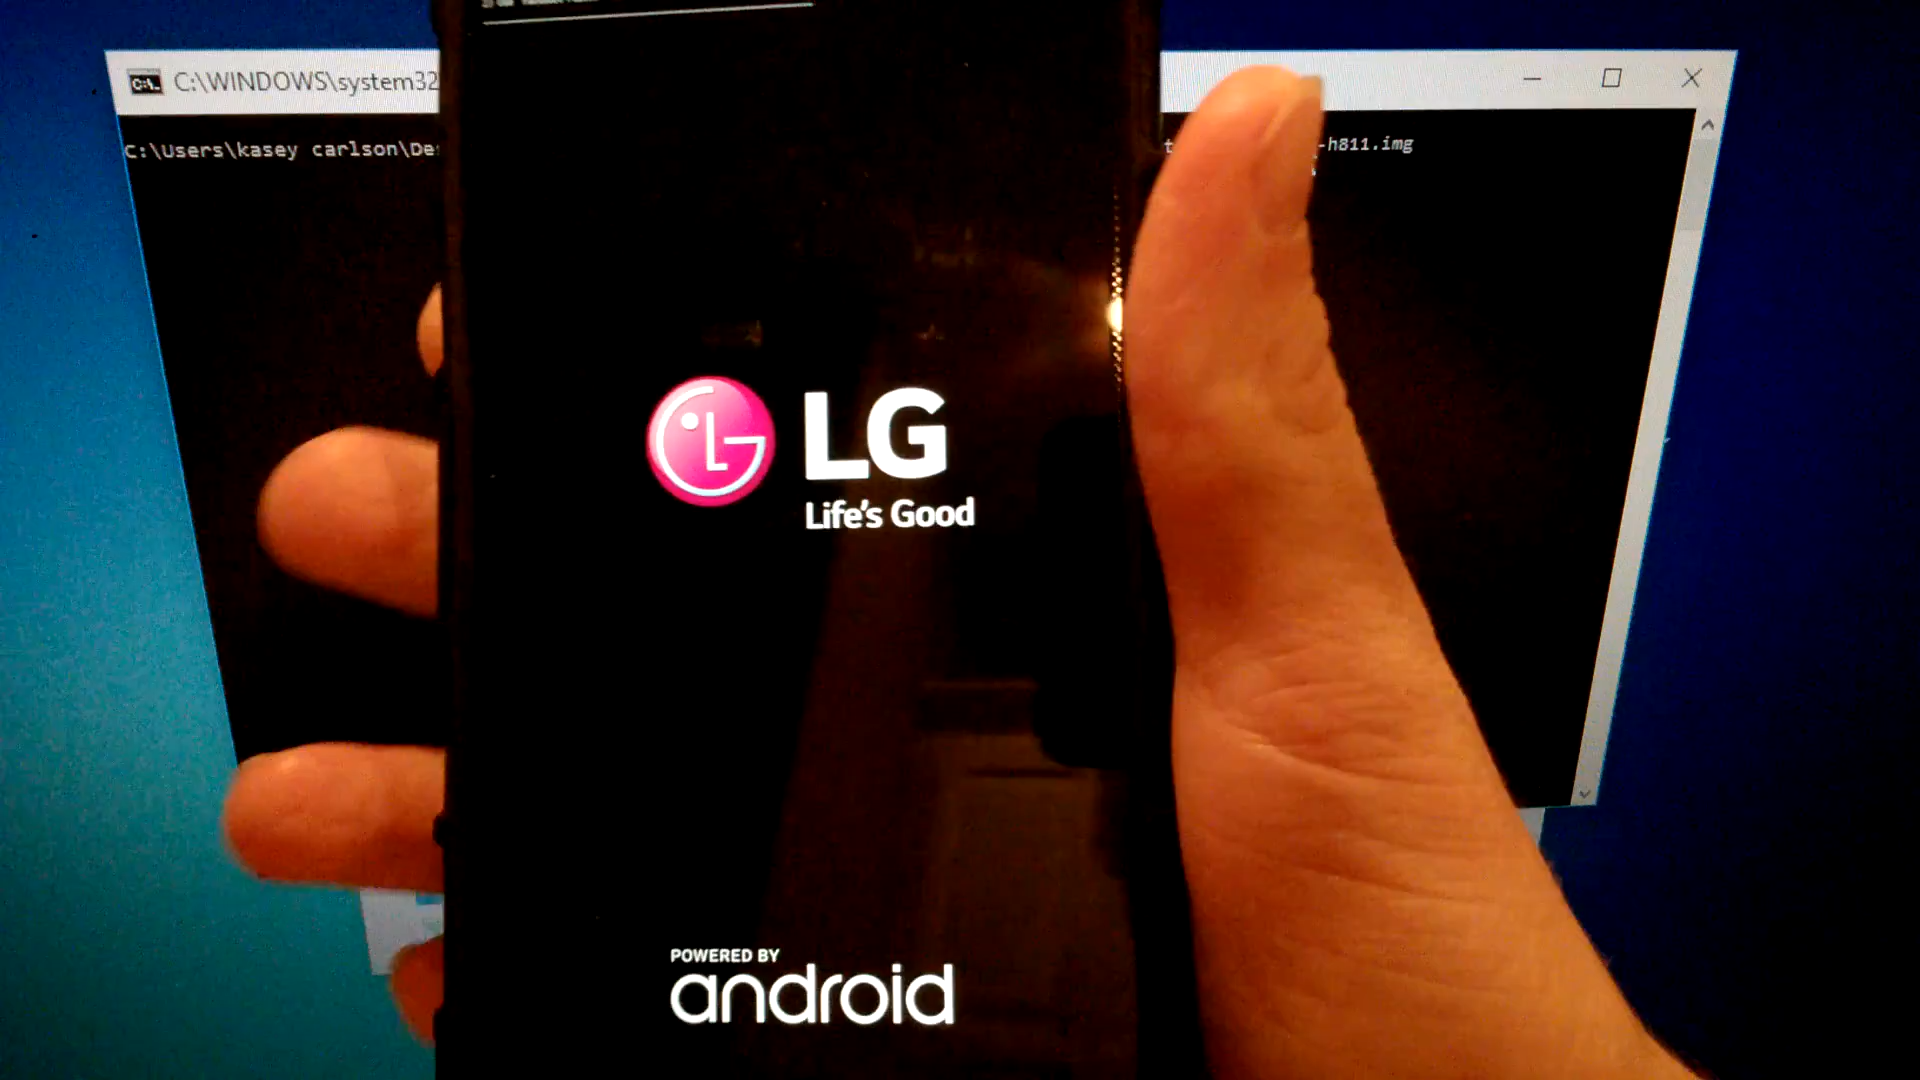 C:\WINDOWS\system32
C:\Users\kasey carlson\De
-h811.img
LG
Life's Good
POWERED BY
android